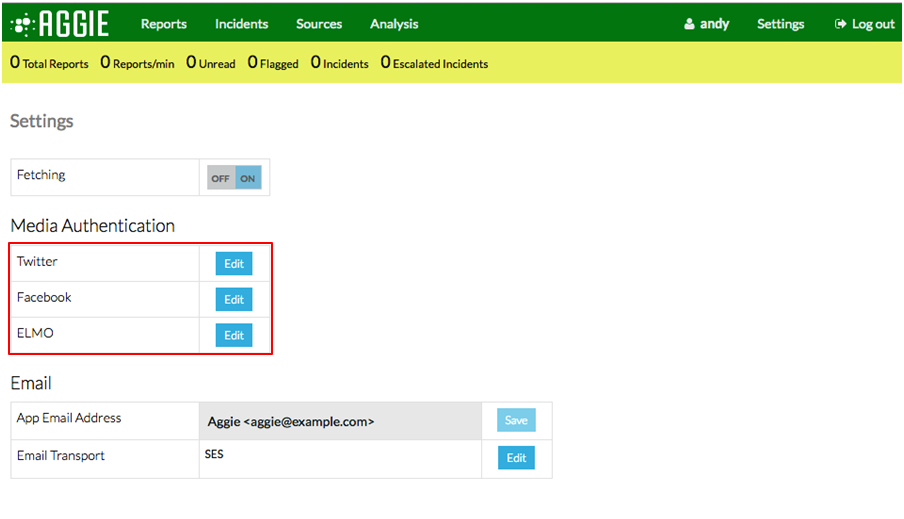 AGGIE Reports Incidents Sources Analysis andy Settings Log out
0 Total Reports 0 Reports/min 0 Unread 0 Flagged 0 Incidents 0 Escalated Incidents
Settings
Fetching OFF ON
Media Authentication
Twitter Edit
Facebook Edit
ELMO Edit
Email
App Email Address Aggie <aggie@example.com> Save
Email Transport SES Edit